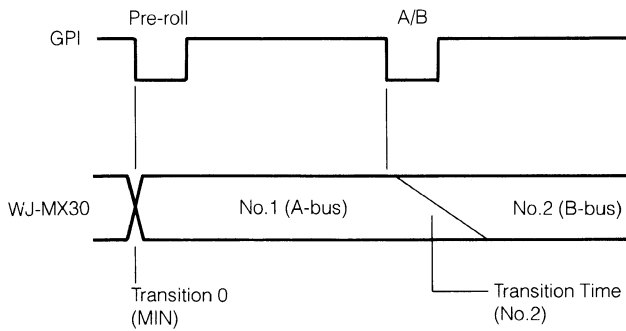 Pre-roll
A/B
GPI
WJ-MX30
No.1 (A-bus)
No.2 (B-bus)
Transition 0
(MIN)
Transition Time
(No.2)